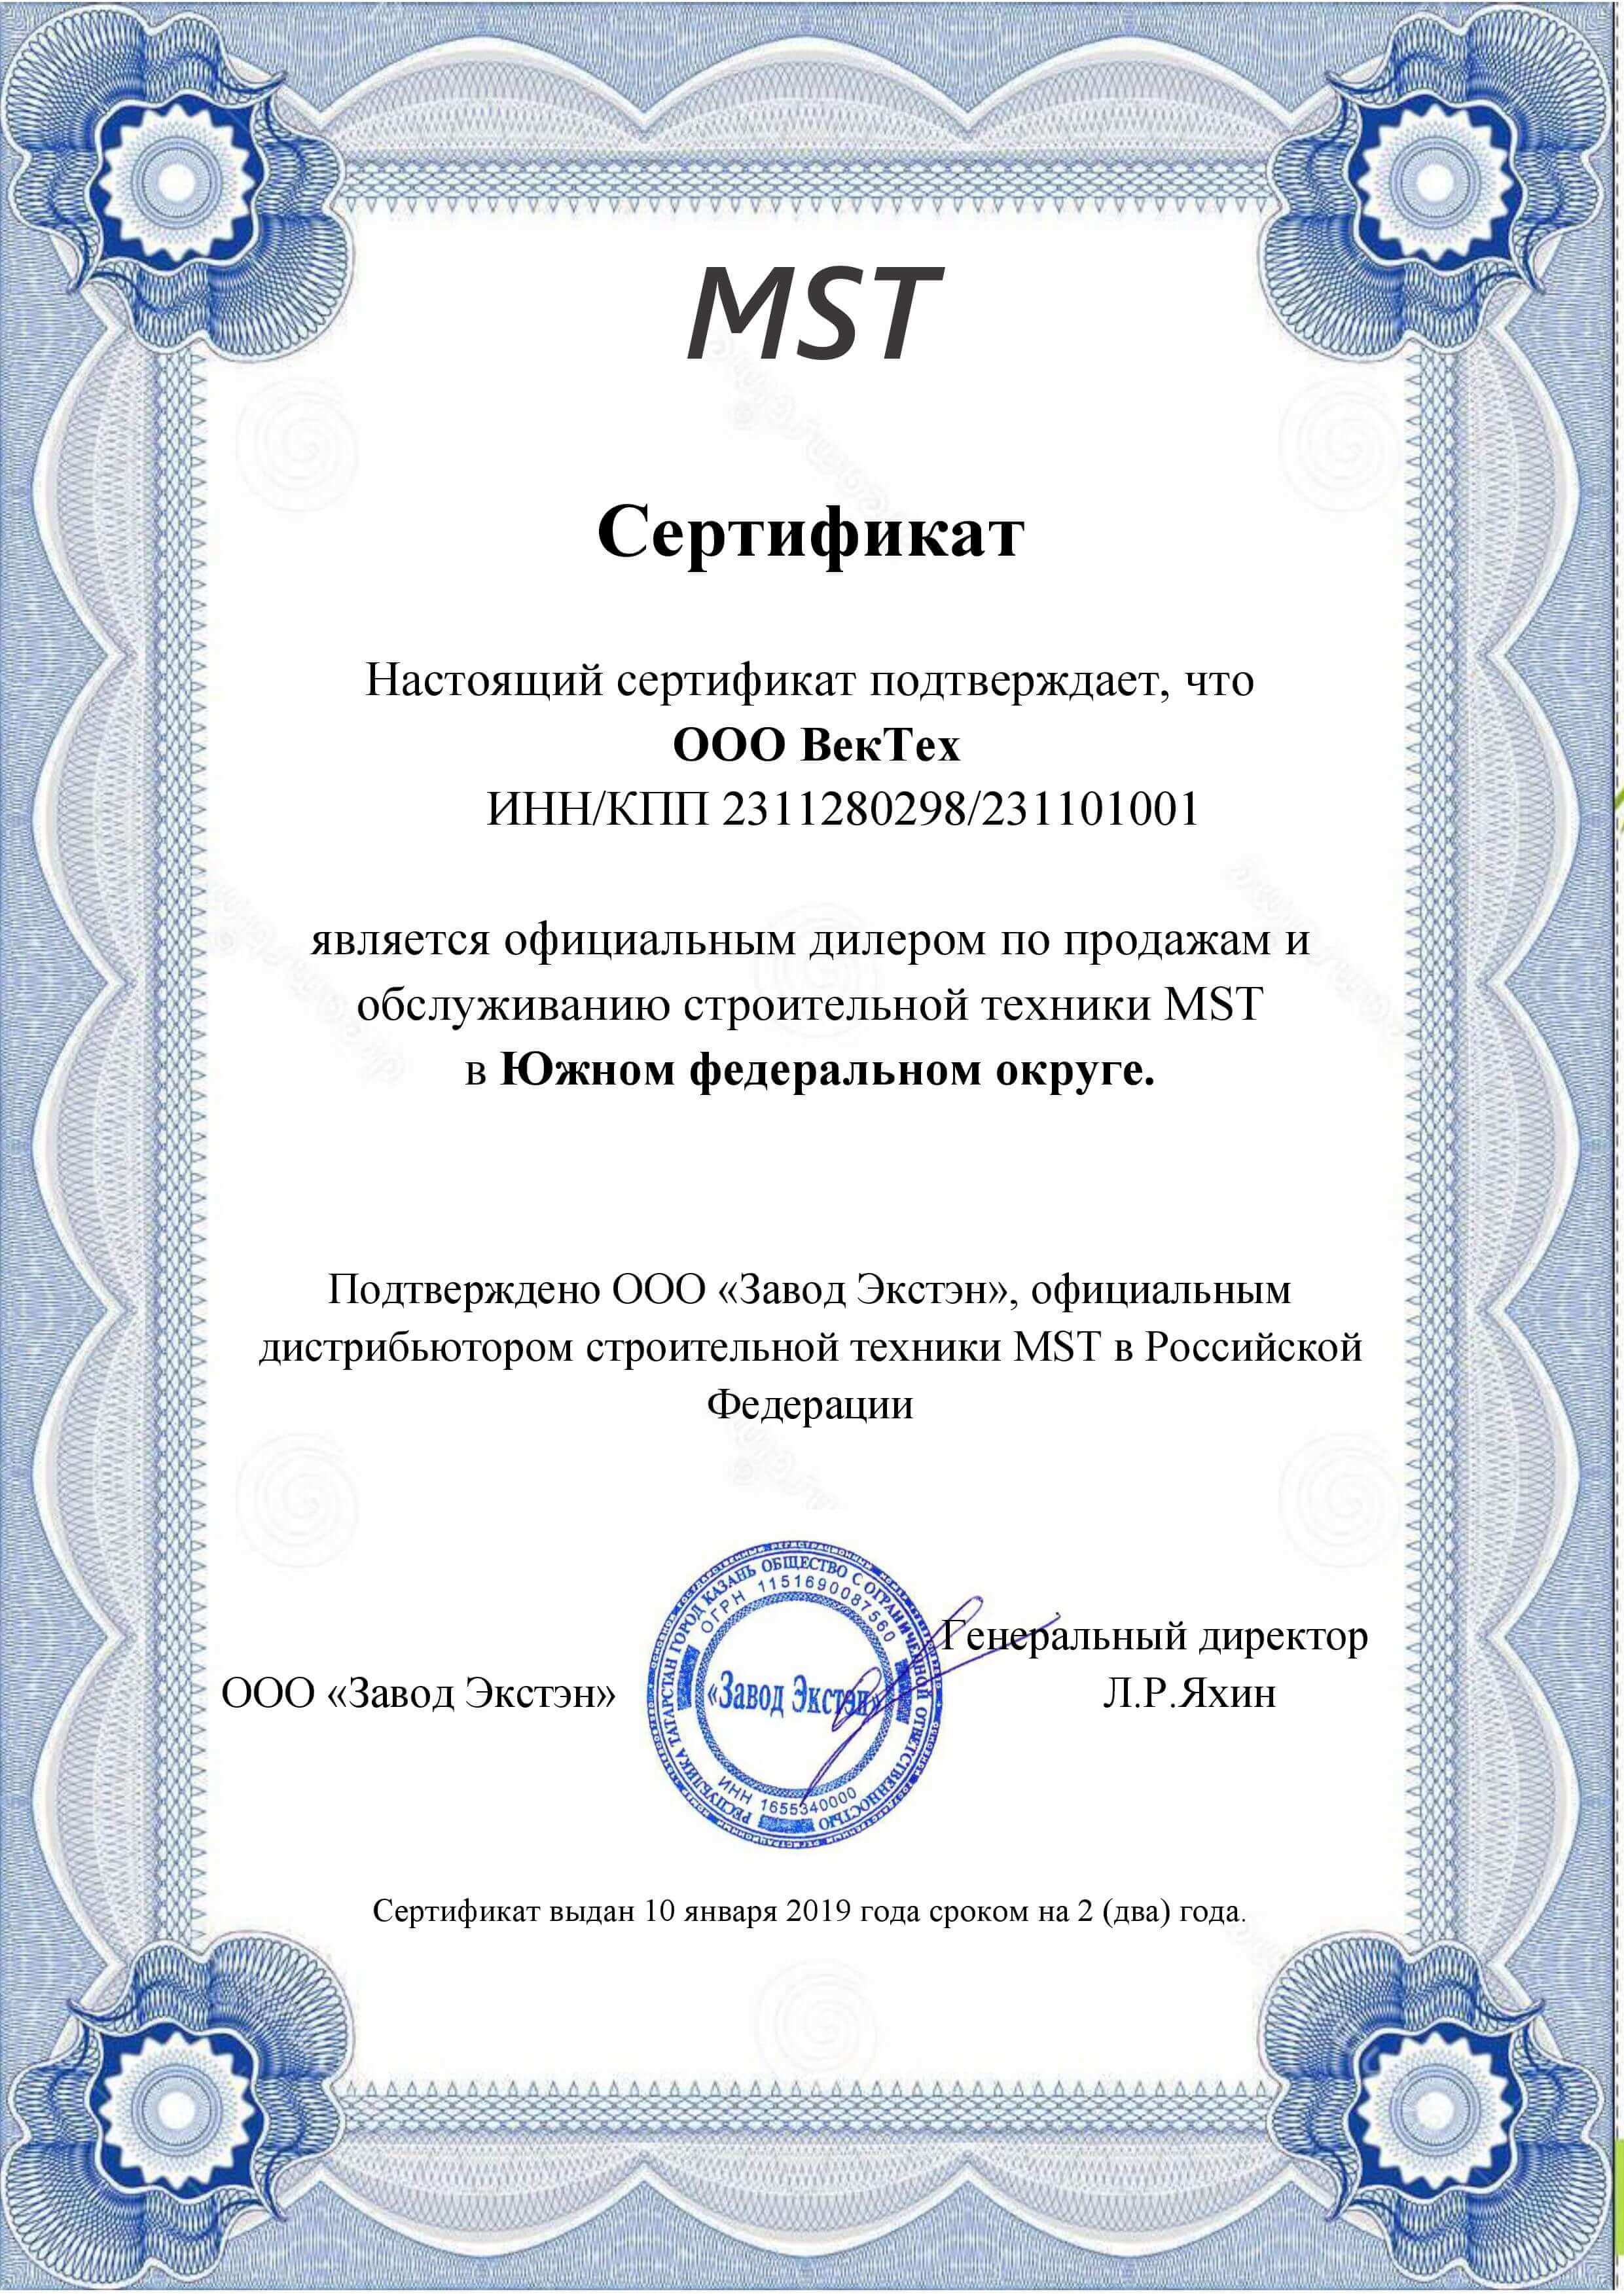 MST
Сертификат
Настоящий сертификат подтверждает, что
ООО ВекТех
ИНН/КПП 2311280298/231101001
является официальным дилером по продажам и
обслуживанию строительной техники MST
в Южном федеральном округе.
Подтверждено ООО «Завод Экстэн», официальным
дистрибьютором строительной техники MST в Российской
Федерации
Генеральный директор
ООО «Завод Экстэн»
Л.Р.Яхин
РЕСПУБЛИКА ТАТАРСТАН ГОРОД КАЗАНЬ ОБЩЕСТВО С ОГРАНИЧЕННОЙ ОТВЕТСТВЕННОСТЬЮ
ОГРН 1151690087560
«Завод Экстэн»
ИНН 1655340000
Сертификат выдан 10 января 2019 года сроком на 2 (два) года.